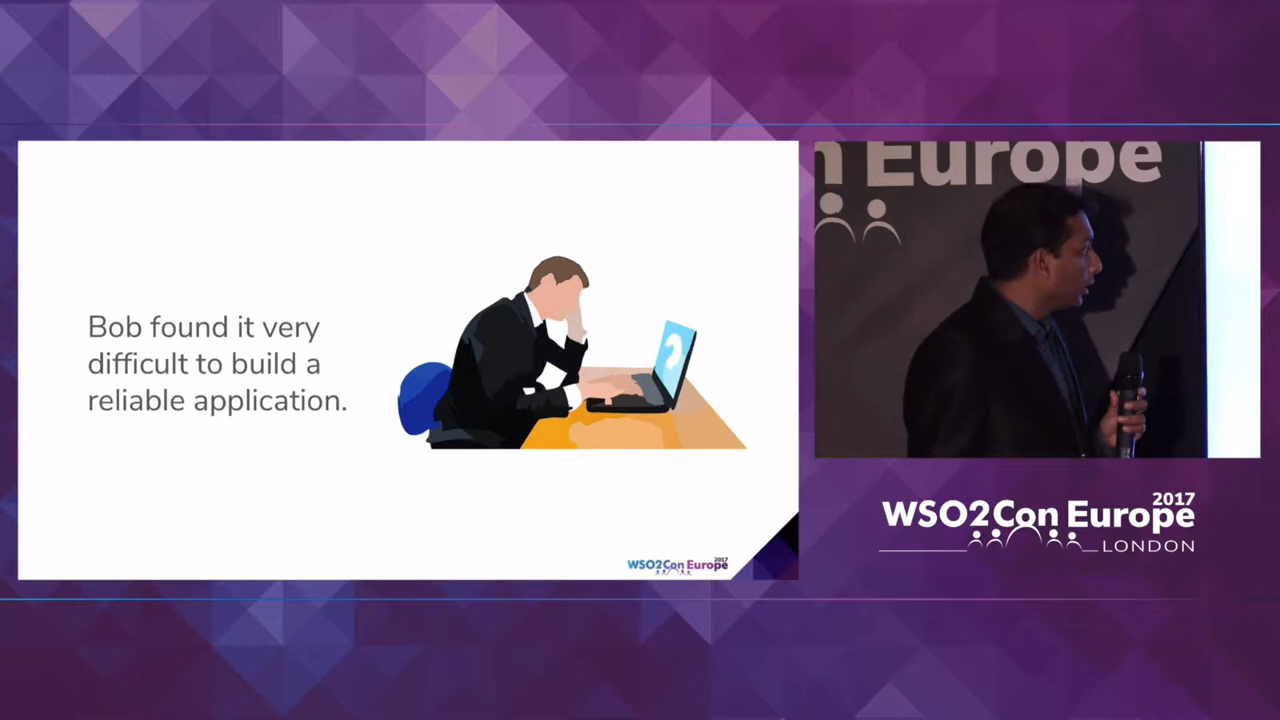 Bob found it very
difficult to build a
reliable application.
?
WSO2Con Europe 2017
n Europe
WSO2Con Europe 2017
LONDON